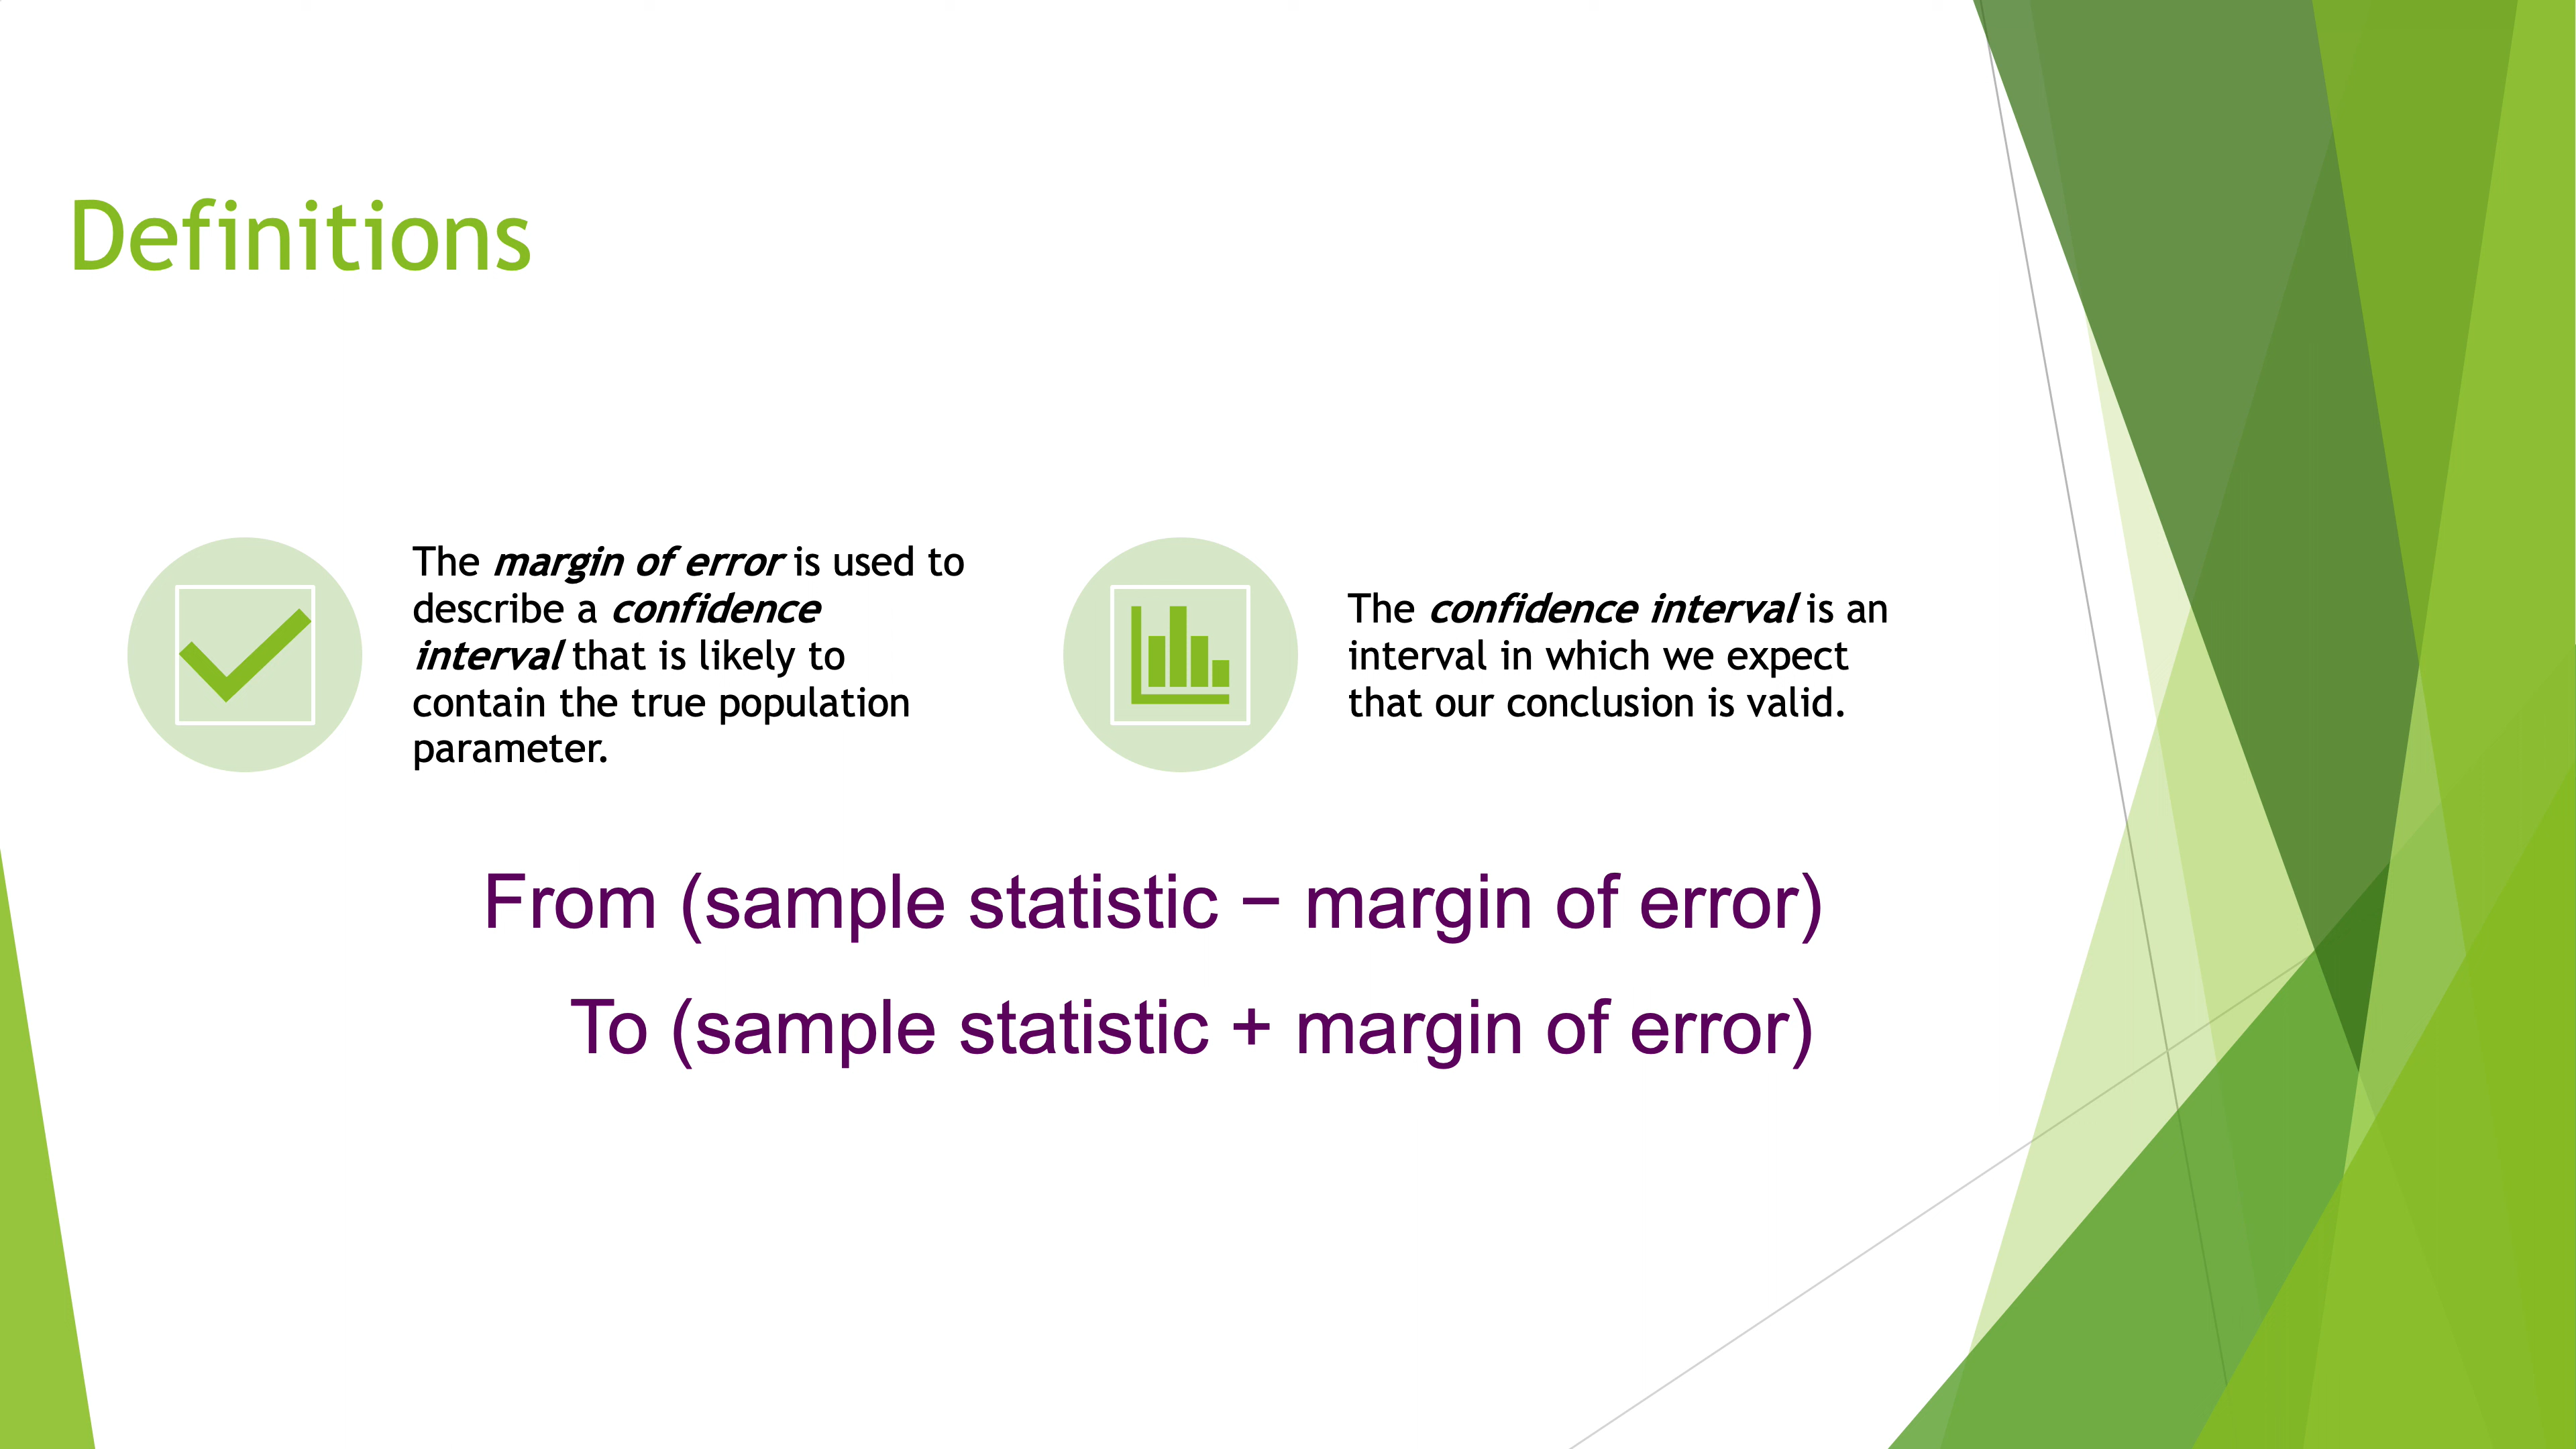 Definitions
The margin of error is used to
describe a confidence
interval that is likely to
contain the true population
parameter.
The confidence interval is an
interval in which we expect
that our conclusion is valid.
From (sample statistic − margin of error)
To (sample statistic + margin of error)